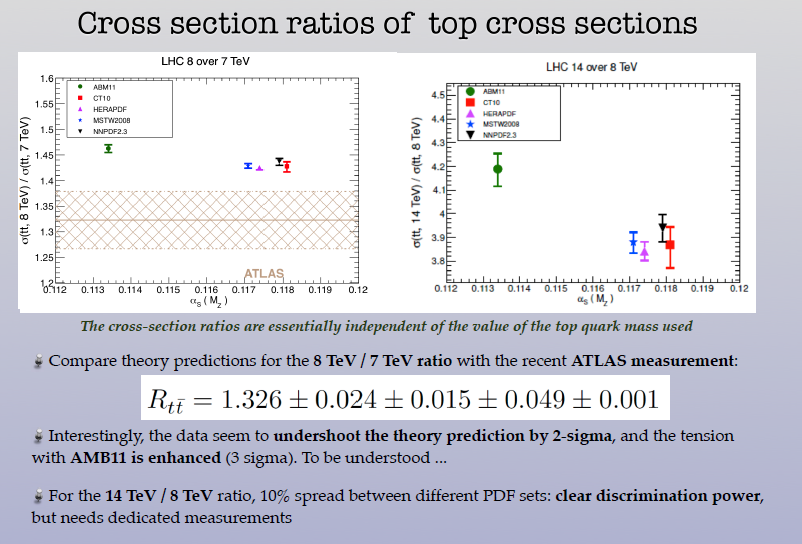 Cross section ratios of top cross sections
LHC 8 over 7 TeV
σ(tt, 8 TeV) / σ(tt, 7 TeV)
1.6
1.55
1.5
1.45
1.4
1.35
1.3
1.25
1.2
ABM11
CT10
HERAPDF
MSTW2008
NNPDF2.3
ATLAS
0.112 0.113 0.114 0.115 0.116 0.117 0.118 0.119 0.12
αs ( MZ )
LHC 14 over 8 TeV
σ(tt, 14 TeV) / σ(tt, 8 TeV)
4.5
4.4
4.3
4.2
4.1
4
3.9
3.8
ABM11
CT10
HERAPDF
MSTW2008
NNPDF2.3
0.112 0.113 0.114 0.115 0.116 0.117 0.118 0.119 0.12
αs ( MZ )
The cross-section ratios are essentially independent of the value of the top quark mass used
Compare theory predictions for the 8 TeV / 7 TeV ratio with the recent ATLAS measurement:
Rtt̄ = 1.326 ± 0.024 ± 0.015 ± 0.049 ± 0.001
Interestingly, the data seem to undershoot the theory prediction by 2-sigma, and the tension
with AMB11 is enhanced (3 sigma). To be understood ...
For the 14 TeV / 8 TeV ratio, 10% spread between different PDF sets: clear discrimination power,
but needs dedicated measurements